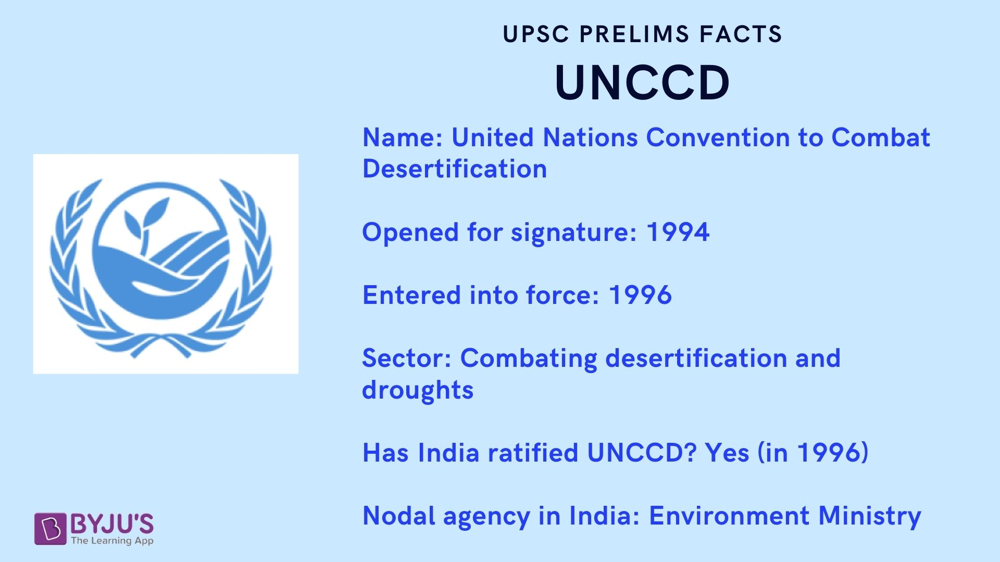 UPSC PRELIMS FACTS
UNCCD
Name: United Nations Convention to Combat
Desertification
Opened for signature: 1994
Entered into force: 1996
Sector: Combating desertification and
droughts
Has India ratified UNCCD? Yes (in 1996)
Nodal agency in India: Environment Ministry
B BYJU'S
The Learning App